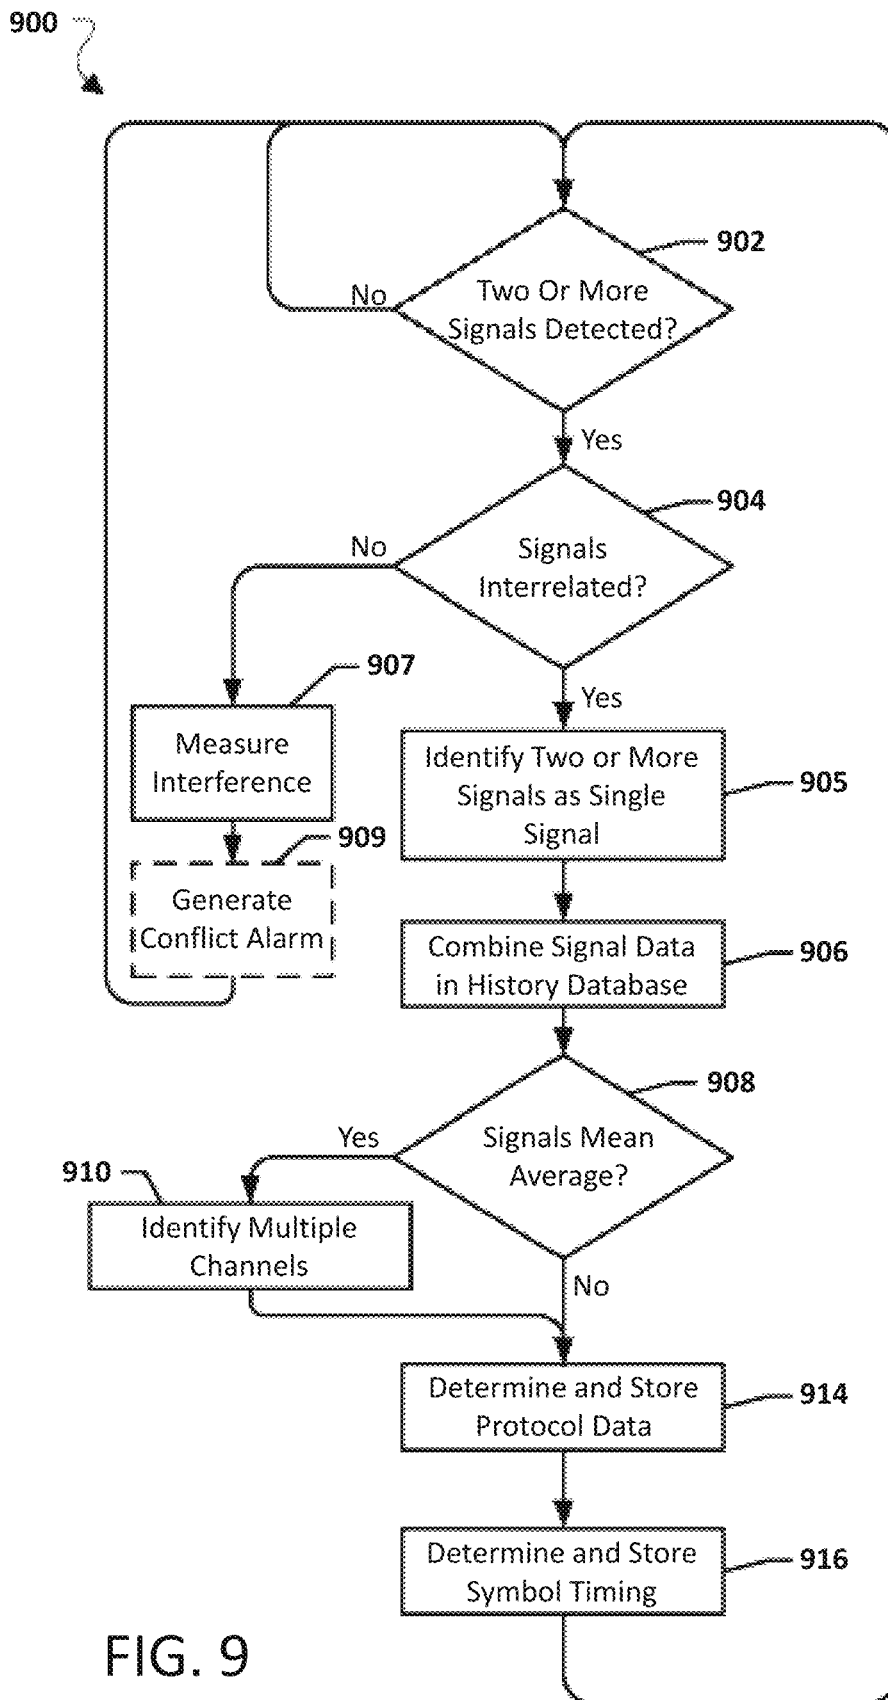 900
902
Two Or More
Signals Detected?
No
Yes
904
Signals
Interrelated?
No
Yes
907
Measure
Interference
909
Generate
Conflict Alarm
Identify Two or More
Signals as Single
Signal
905
Combine Signal Data
in History Database
906
908
Signals Mean
Average?
Yes
No
910
Identify Multiple
Channels
Determine and Store
Protocol Data
914
Determine and Store
Symbol Timing
916
FIG. 9